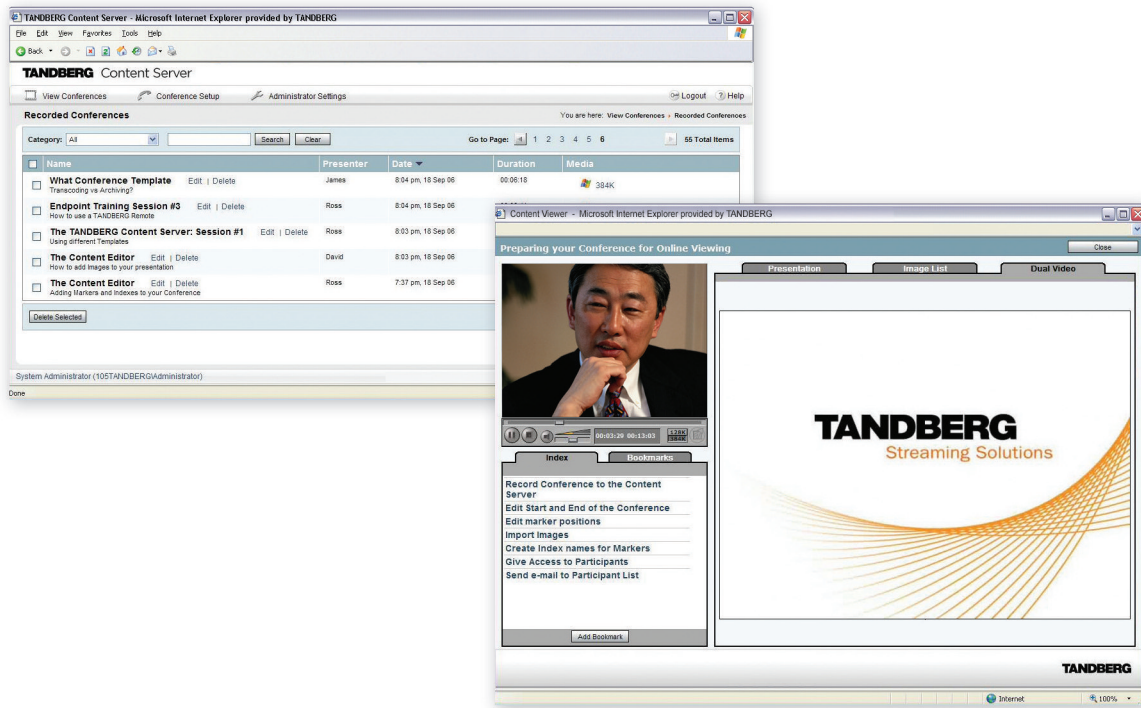 TANDBERG Content Server - Microsoft Internet Explorer provided by TANDBERG
File Edit View Favorites Tools Help
Back
TANDBERG Content Server
View Conferences Conference Setup Administrator Settings Logout ? Help
Recorded Conferences You are here: View Conferences Recorded Conferences
Category: All Search Clear Go to Page: 1 2 3 4 5 6 55 Total Items
Name Presenter Date Duration Media
What Conference Template Edit | Delete James 8:04 pm, 18 Sep 06 00:06:18 384K
Transcoding vs Archiving?
Endpoint Training Session #3 Edit | Delete Ross 8:04 pm, 18 Sep 06
How to use a TANDBERG Remote
The TANDBERG Content Server: Session #1 Edit | Delete Ross 8:03 pm, 18 Sep 06
Using different Templates
The Content Editor Edit | Delete David 8:03 pm, 18 Sep 06
How to add images to your presentation
The Content Editor Edit | Delete Ross 7:37 pm, 18 Sep 06
Adding Markers and Indexes to your Conference
Delete Selected
System Administrator (105TANDBERG\Administrator)
Done
Content Viewer - Microsoft Internet Explorer provided by TANDBERG
Preparing your Conference for Online Viewing Close
Presentation Image List Dual Video
00:03:29 00:13:03 128K
384K
Index Bookmarks
Record Conference to the Content
Server
Edit Start and End of the Conference
Edit marker positions
Import Images
Create Index names for Markers
Give Access to Participants
Send e-mail to Participant List
Add Bookmark
TANDBERG
Streaming Solutions
TANDBERG
Internet 100%